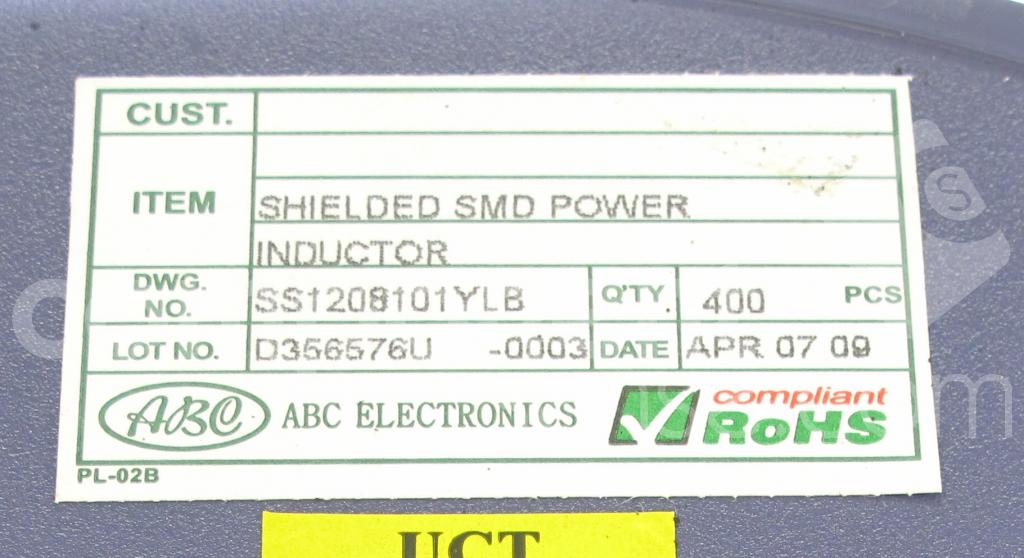 CUST.
ITEM SHIELDED SMD POWER
INDUCTOR
DWG. NO. SS1208101YLB Q'TY. 400 PCS
LOT NO. D356576U -0003 DATE APR 07 09
ABC ABC ELECTRONICS compliant RoHS
PL-02B
UCT